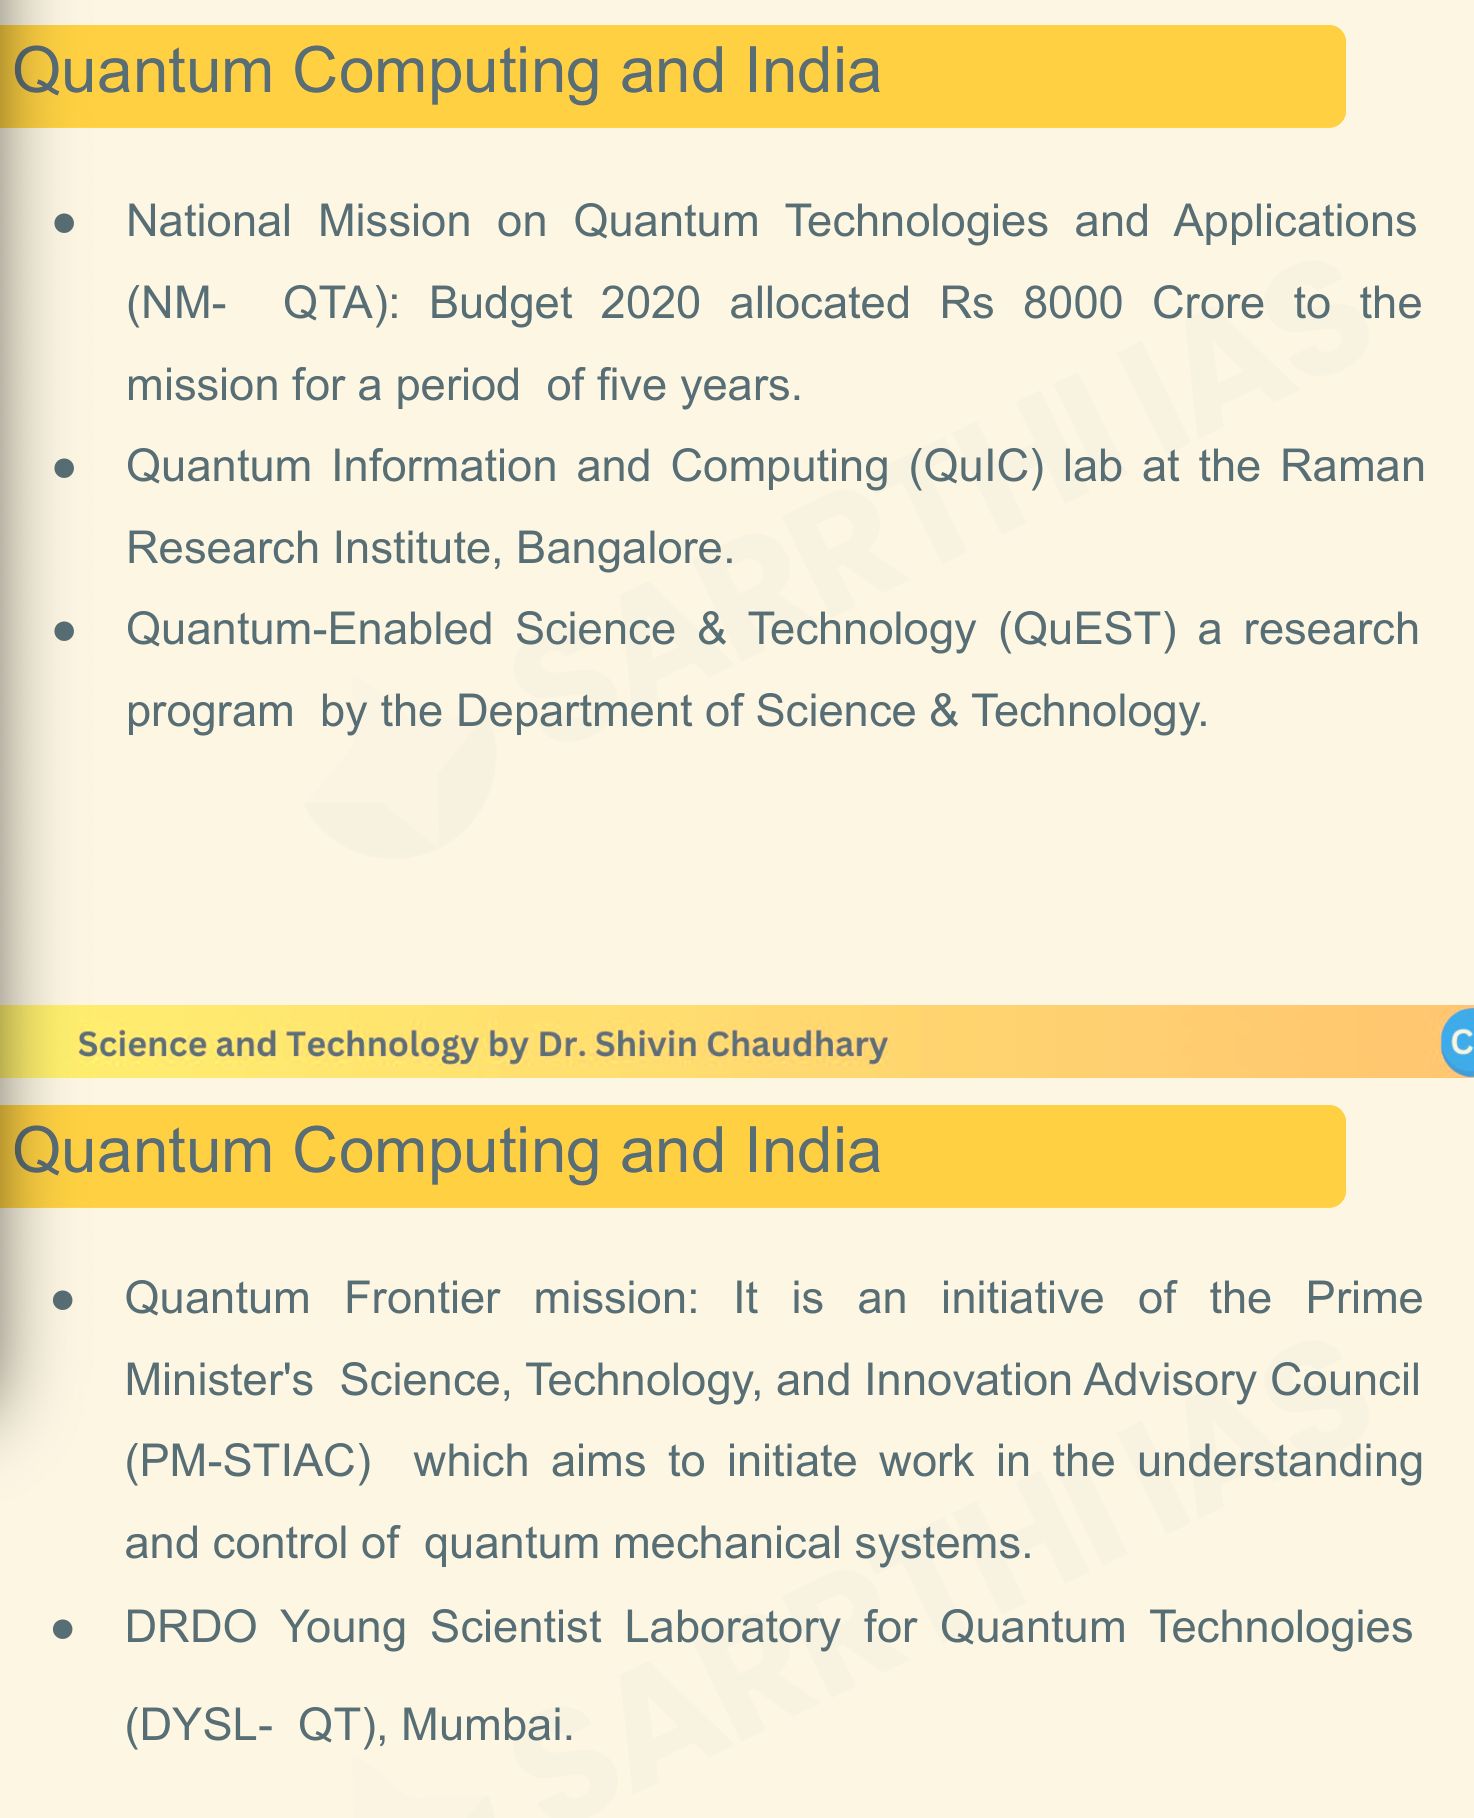 Quantum Computing and India
● National Mission on Quantum Technologies and Applications
(NM- QTA): Budget 2020 allocated Rs 8000 Crore to the
mission for a period of five years.
● Quantum Information and Computing (QuIC) lab at the Raman
Research Institute, Bangalore.
● Quantum-Enabled Science & Technology (QuEST) a research
program by the Department of Science & Technology.
SARRTHI IAS
Science and Technology by Dr. Shivin Chaudhary
C
Quantum Computing and India
● Quantum Frontier mission: It is an initiative of the Prime
Minister's Science, Technology, and Innovation Advisory Council
(PM-STIAC) which aims to initiate work in the understanding
and control of quantum mechanical systems.
● DRDO Young Scientist Laboratory for Quantum Technologies
(DYSL- QT), Mumbai.
SARRTHI IAS